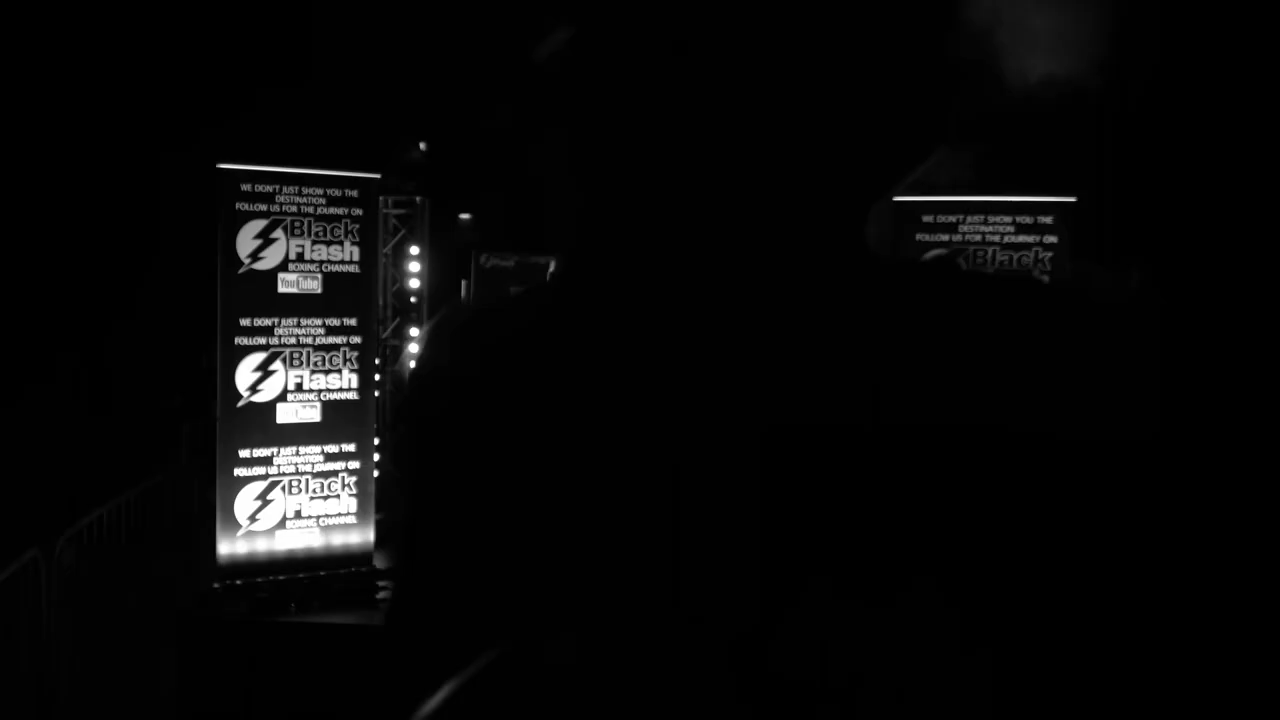 WE DON'T JUST SHOW YOU THE
DESTINATION
FOLLOW US FOR THE JOURNEY ON
Black
Flash
BOXING CHANNEL
YouTube
WE DON'T JUST SHOW YOU THE
DESTINATION
FOLLOW US FOR THE JOURNEY ON
Black
Flash
BOXING CHANNEL
YouTube
WE DON'T JUST SHOW YOU THE
DESTINATION
FOLLOW US FOR THE JOURNEY ON
Black
Flash
BOXING CHANNEL
WE DON'T JUST SHOW YOU THE
DESTINATION
FOLLOW US FOR THE JOURNEY ON
Black